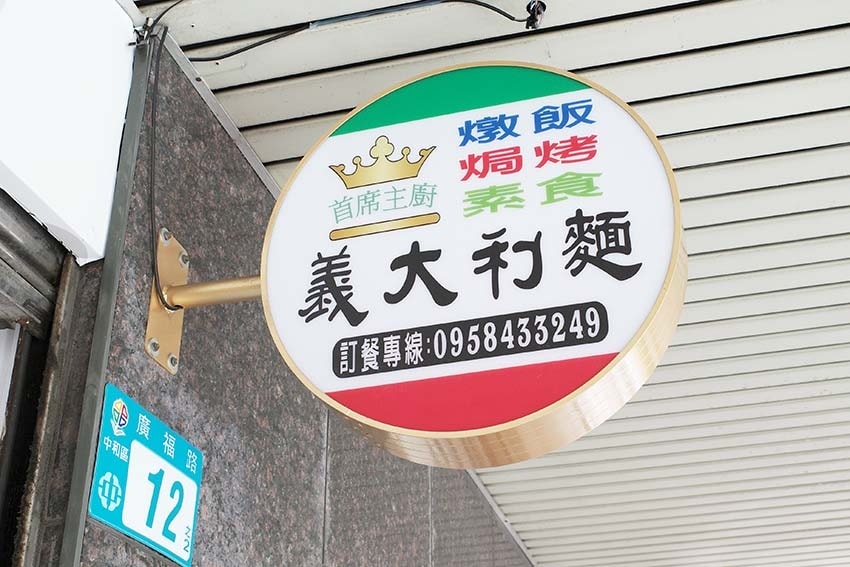 燉飯
焗烤
素食
首席主廚
義大利麵
訂餐專線:0958433249
廣福路
中和區
12